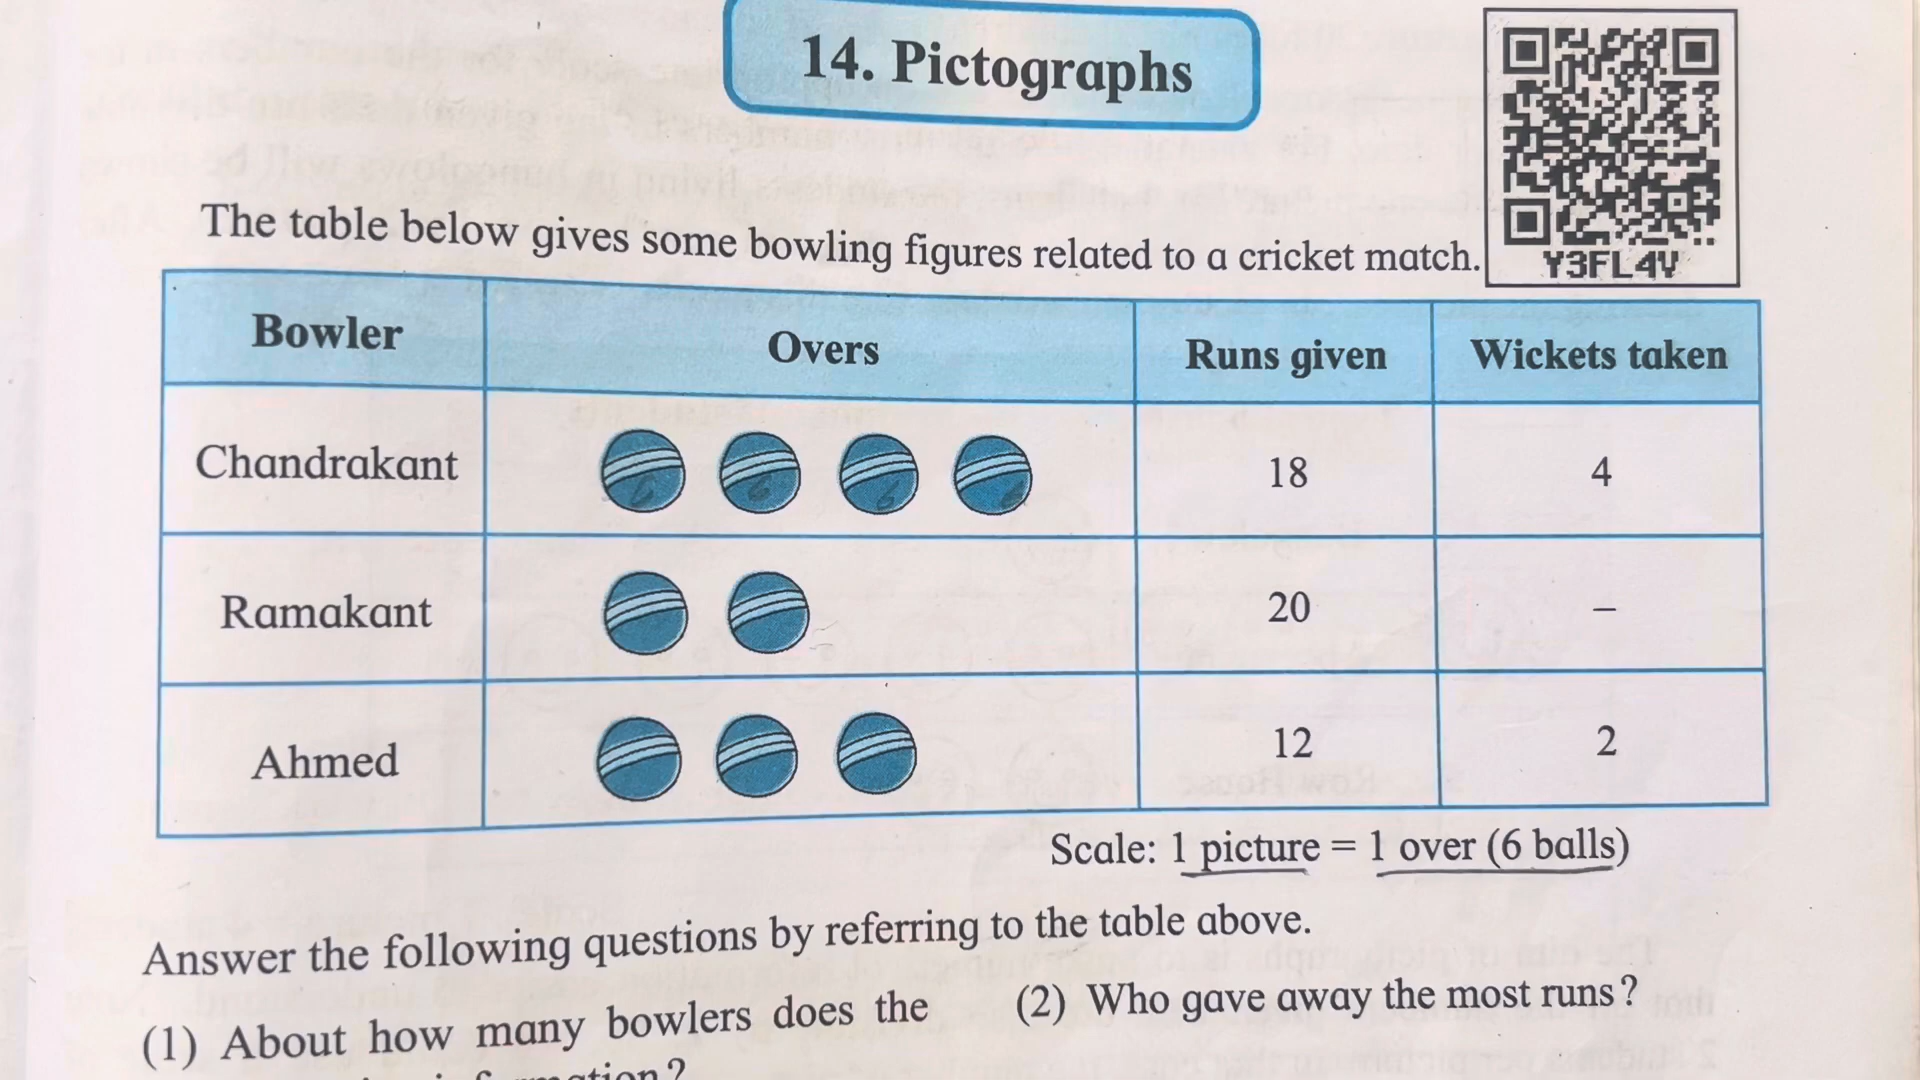 14. Pictographs
Y3FL4V
The table below gives some bowling figures related to a cricket match.
Bowler Overs Runs given Wickets taken
Chandrakant 18 4
Ramakant 20 –
Ahmed 12 2
Scale: 1 picture = 1 over (6 balls)
Answer the following questions by referring to the table above.
(1) About how many bowlers does the
(2) Who gave away the most runs?